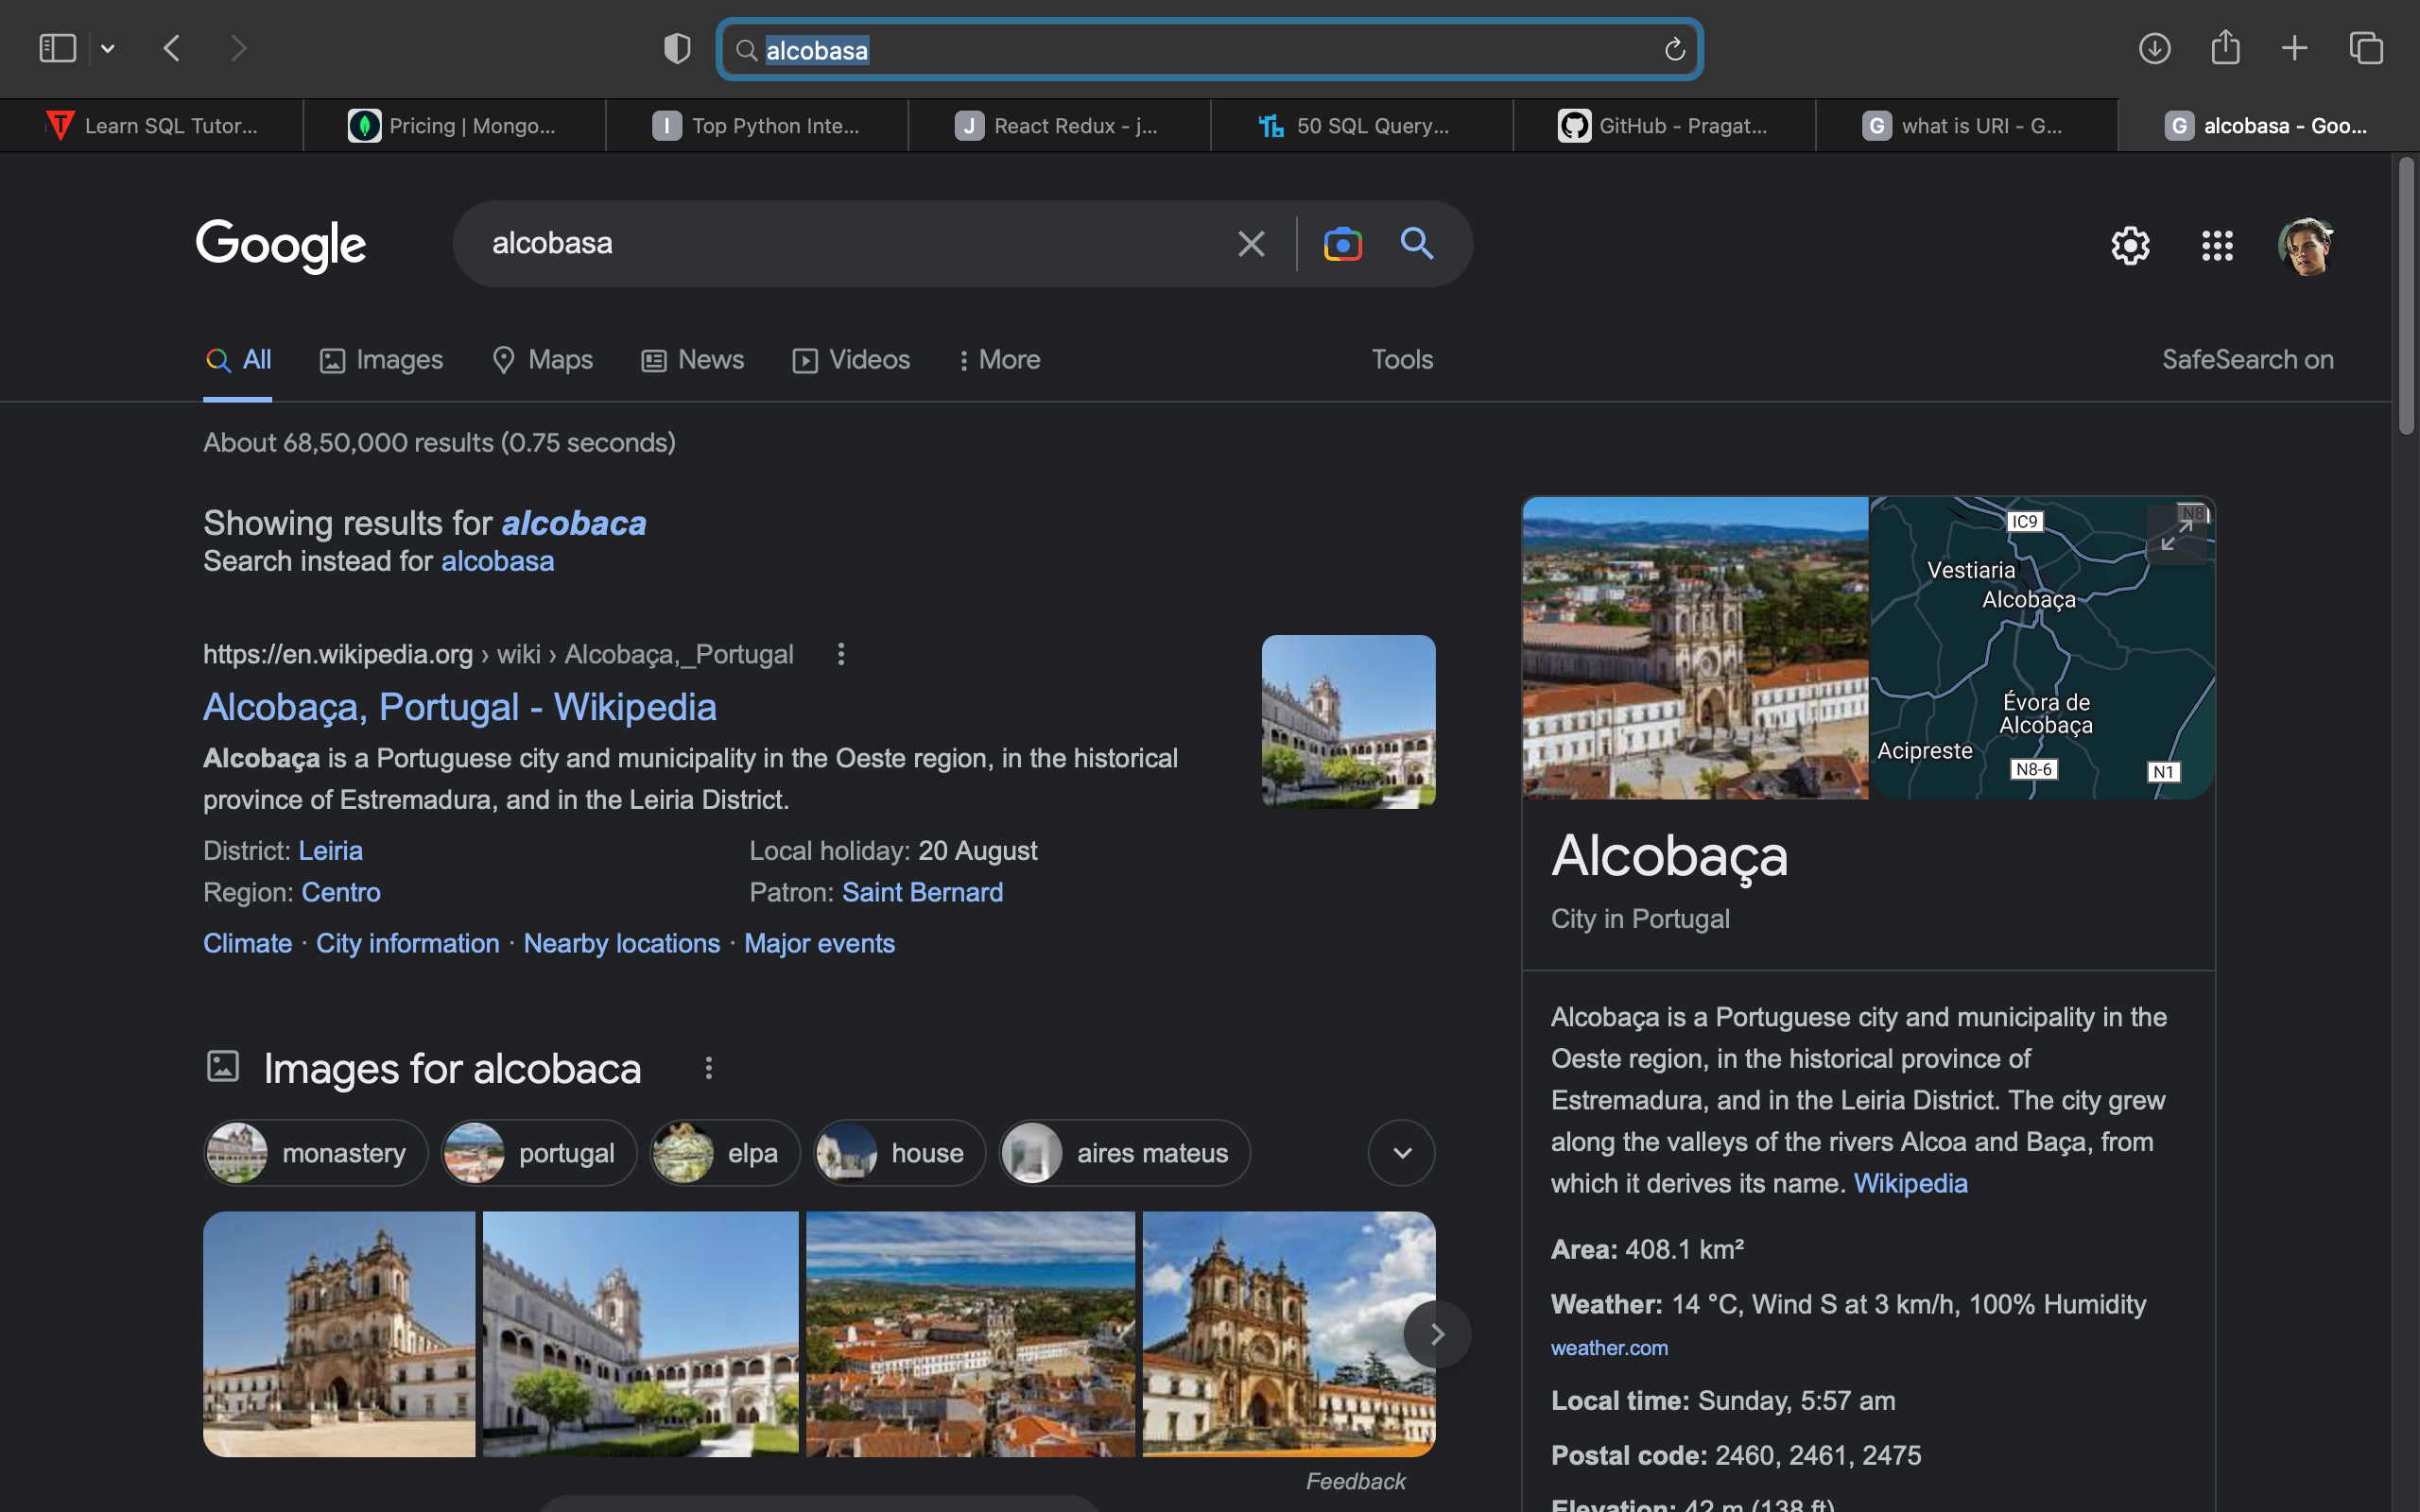 alcobasa
Learn SQL Tutor...
Pricing | Mongo...
I Top Python Inte...
J React Redux - j...
50 SQL Query...
GitHub - Pragat...
G what is URI - G...
G alcobasa - Goo...
Google
alcobasa
All
Images
Maps
News
Videos
More
Tools
SafeSearch on
About 68,50,000 results (0.75 seconds)
Showing results for alcobaca
Search instead for alcobasa
https://en.wikipedia.org › wiki › Alcobaça,_Portugal
Alcobaça, Portugal - Wikipedia
Alcobaça is a Portuguese city and municipality in the Oeste region, in the historical
province of Estremadura, and in the Leiria District.
District: Leiria
Local holiday: 20 August
Region: Centro
Patron: Saint Bernard
Climate · City information · Nearby locations · Major events
Images for alcobaca
monastery
portugal
elpa
house
aires mateus
Feedback
IC9
N8
Vestiaria
Alcobaça
Évora de
Alcobaça
Acipreste
N8-6
N1
Alcobaça
City in Portugal
Alcobaça is a Portuguese city and municipality in the
Oeste region, in the historical province of
Estremadura, and in the Leiria District. The city grew
along the valleys of the rivers Alcoa and Baça, from
which it derives its name. Wikipedia
Area: 408.1 km²
Weather: 14 °C, Wind S at 3 km/h, 100% Humidity
weather.com
Local time: Sunday, 5:57 am
Postal code: 2460, 2461, 2475
Elevation: 42 m (138 ft)